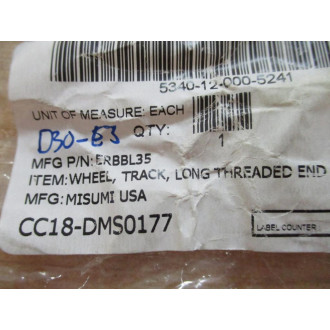 5340-12-000-5241
UNIT OF MEASURE: EACH
D30-E3 QTY:
1
MFG P/N: ERBBL35
ITEM: WHEEL, TRACK, LONG THREADED END
MFG: MISUMI USA
CC18-DMS0177
LABEL COUNTER